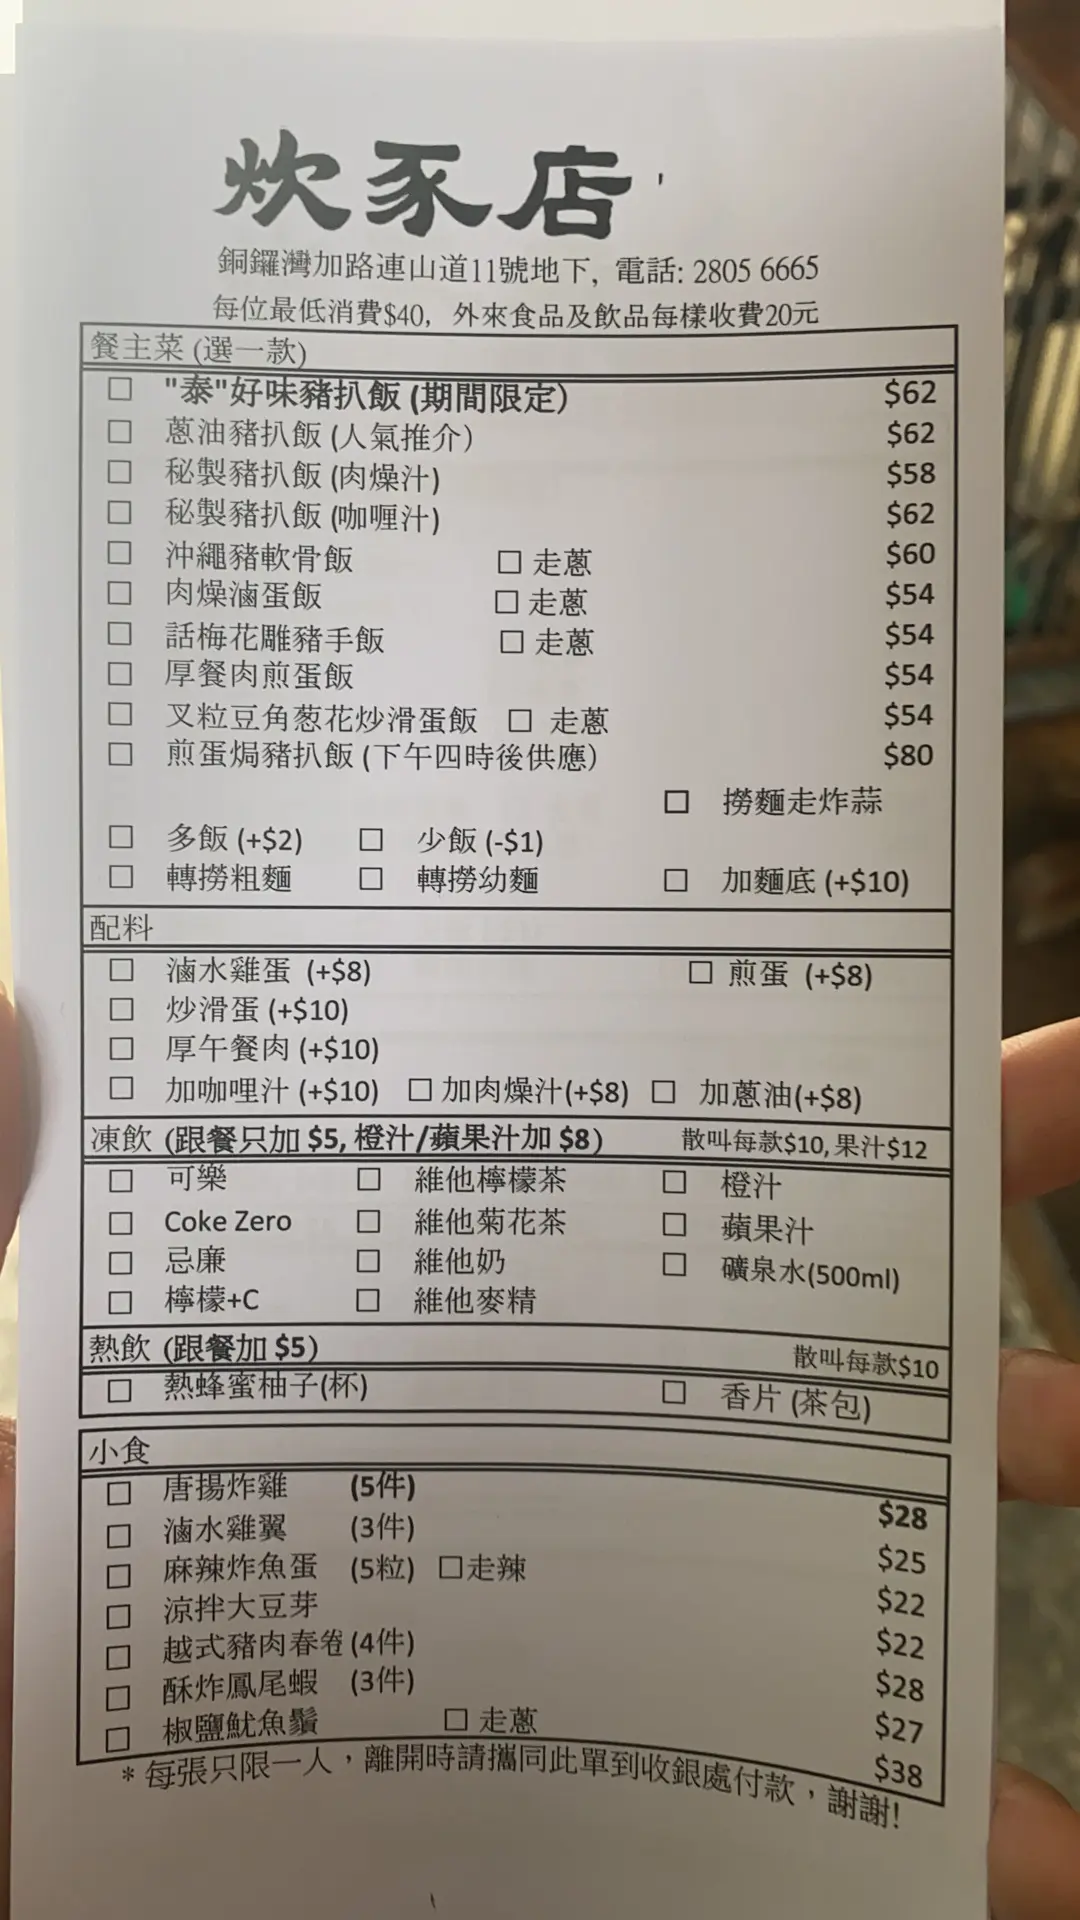 炊豕店
銅鑼灣加路連山道11號地下, 電話: 2805 6665
每位最低消費$40, 外來食品及飲品每樣收費20元
餐主菜 (選一款)
☐ "泰"好味豬扒飯 (期間限定) $62
☐ 蔥油豬扒飯 (人氣推介) $62
☐ 秘製豬扒飯 (肉燥汁) $58
☐ 秘製豬扒飯 (咖喱汁) $62
☐ 沖繩豬軟骨飯 ☐ 走蔥 $60
☐ 肉燥滷蛋飯 ☐ 走蔥 $54
☐ 話梅花雕豬手飯 ☐ 走蔥 $54
☐ 厚餐肉煎蛋飯 $54
☐ 叉粒豆角葱花炒滑蛋飯 ☐ 走蔥 $54
☐ 煎蛋焗豬扒飯 (下午四時後供應) $80
☐ 撈麵走炸蒜
☐ 多飯 (+$2) ☐ 少飯 (-$1)
☐ 轉撈粗麵 ☐ 轉撈幼麵 ☐ 加麵底 (+$10)
配料
☐ 滷水雞蛋 (+$8) ☐ 煎蛋 (+$8)
☐ 炒滑蛋 (+$10)
☐ 厚午餐肉 (+$10)
☐ 加咖哩汁 (+$10) ☐ 加肉燥汁(+$8) ☐ 加蔥油(+$8)
凍飲 (跟餐只加 $5, 橙汁/蘋果汁加 $8) 散叫每款$10, 果汁$12
☐ 可樂 ☐ 維他檸檬茶 ☐ 橙汁
☐ Coke Zero ☐ 維他菊花茶 ☐ 蘋果汁
☐ 忌廉 ☐ 維他奶 ☐ 礦泉水(500ml)
☐ 檸檬+C ☐ 維他麥精
熱飲 (跟餐加 $5) 散叫每款$10
☐ 熱蜂蜜柚子(杯) ☐ 香片 (茶包)
小食
☐ 唐揚炸雞 (5件) $28
☐ 滷水雞翼 (3件) $25
☐ 麻辣炸魚蛋 (5粒) ☐走辣 $22
☐ 涼拌大豆芽 $22
☐ 越式豬肉春卷 (4件) $28
☐ 酥炸鳳尾蝦 (3件) $27
☐ 椒鹽魷魚鬚 ☐ 走蔥 $38
* 每張只限一人，離開時請攜同此單到收銀處付款，謝謝!